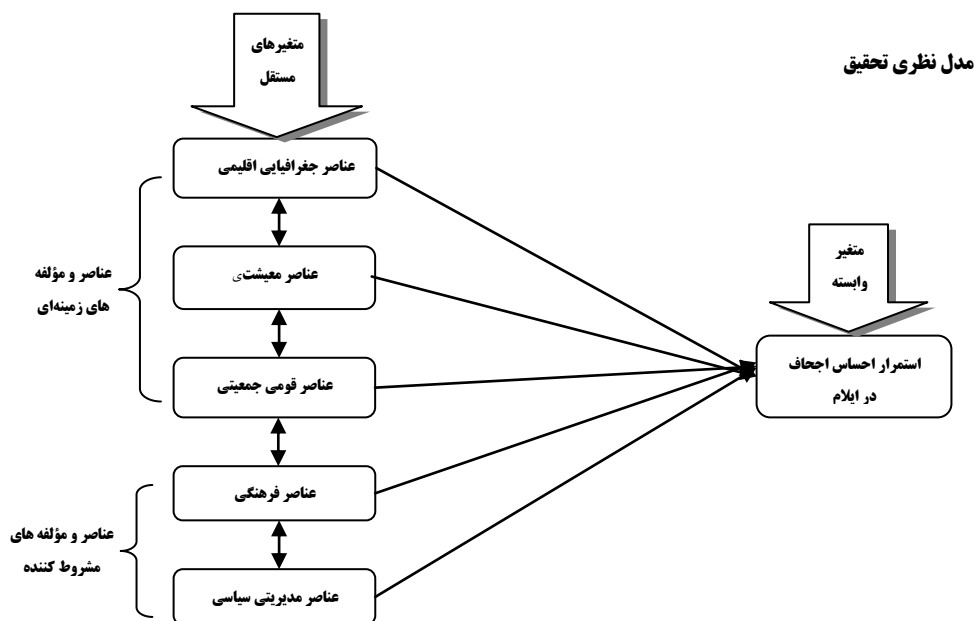 مدل نظری تحقیق
متغیرهای
مستقل
عناصر جغرافیایی اقلیمی
عناصر معیشتی
عناصر قومی جمعیتی
عناصر فرهنگی
عناصر مدیریتی سیاسی
عناصر و مؤلفه
های زمینه‌ای
عناصر و مؤلفه های
مشروط کننده
متغیر
وابسته
استمرار احساس اجحاف
در ایلام